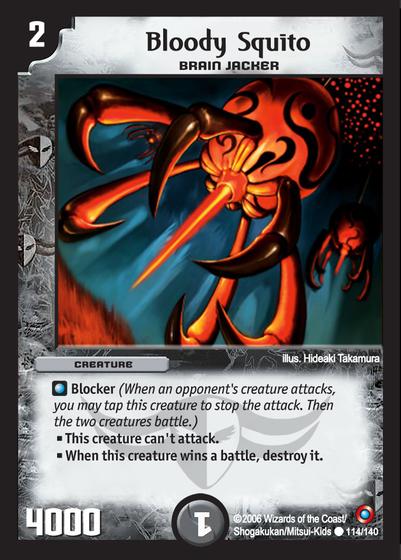 2
Bloody Squito
BRAIN JACKER
illus. Hideaki Takamura
CREATURE
Blocker (When an opponent's creature attacks,
you may tap this creature to stop the attack. Then
the two creatures battle.)
▪ This creature can't attack.
▪ When this creature wins a battle, destroy it.
4000
1
©2006 Wizards of the Coast/
Shogakukan/Mitsui-Kids ● 114/140